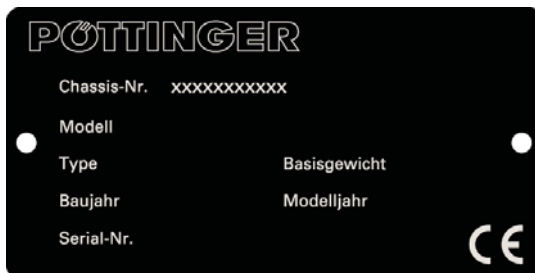 PÖTTINGER
Chassis-Nr. xxxxxxxxxxx
Modell
Type Basisgewicht
Baujahr Modelljahr
Serial-Nr.
CE